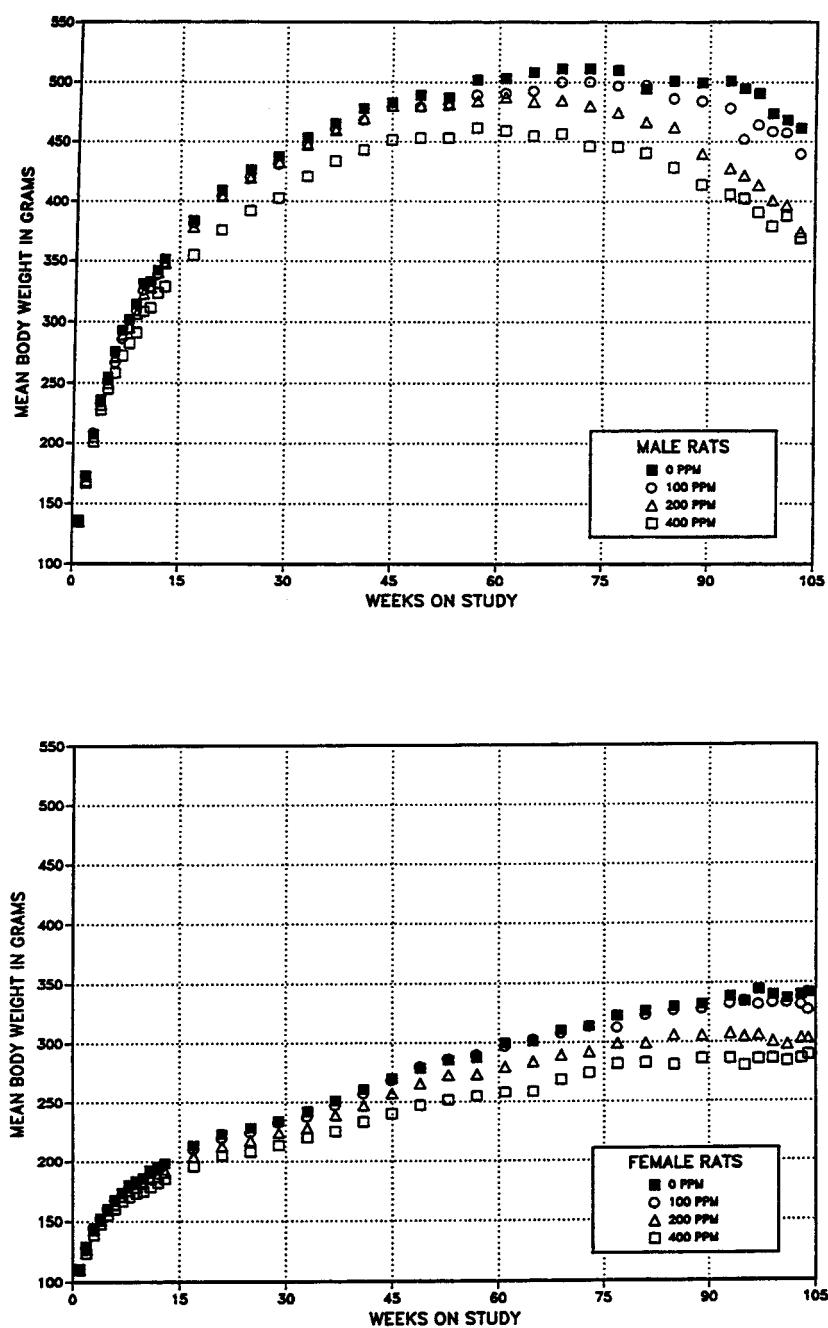 550
500
450
400
350
300
250
200
150
100
MEAN BODY WEIGHT IN GRAMS
0 15 30 45 60 75 90 105
WEEKS ON STUDY
MALE RATS
0 PPM
100 PPM
200 PPM
400 PPM
550
500
450
400
350
300
250
200
150
100
MEAN BODY WEIGHT IN GRAMS
0 15 30 45 60 75 90 105
WEEKS ON STUDY
FEMALE RATS
0 PPM
100 PPM
200 PPM
400 PPM